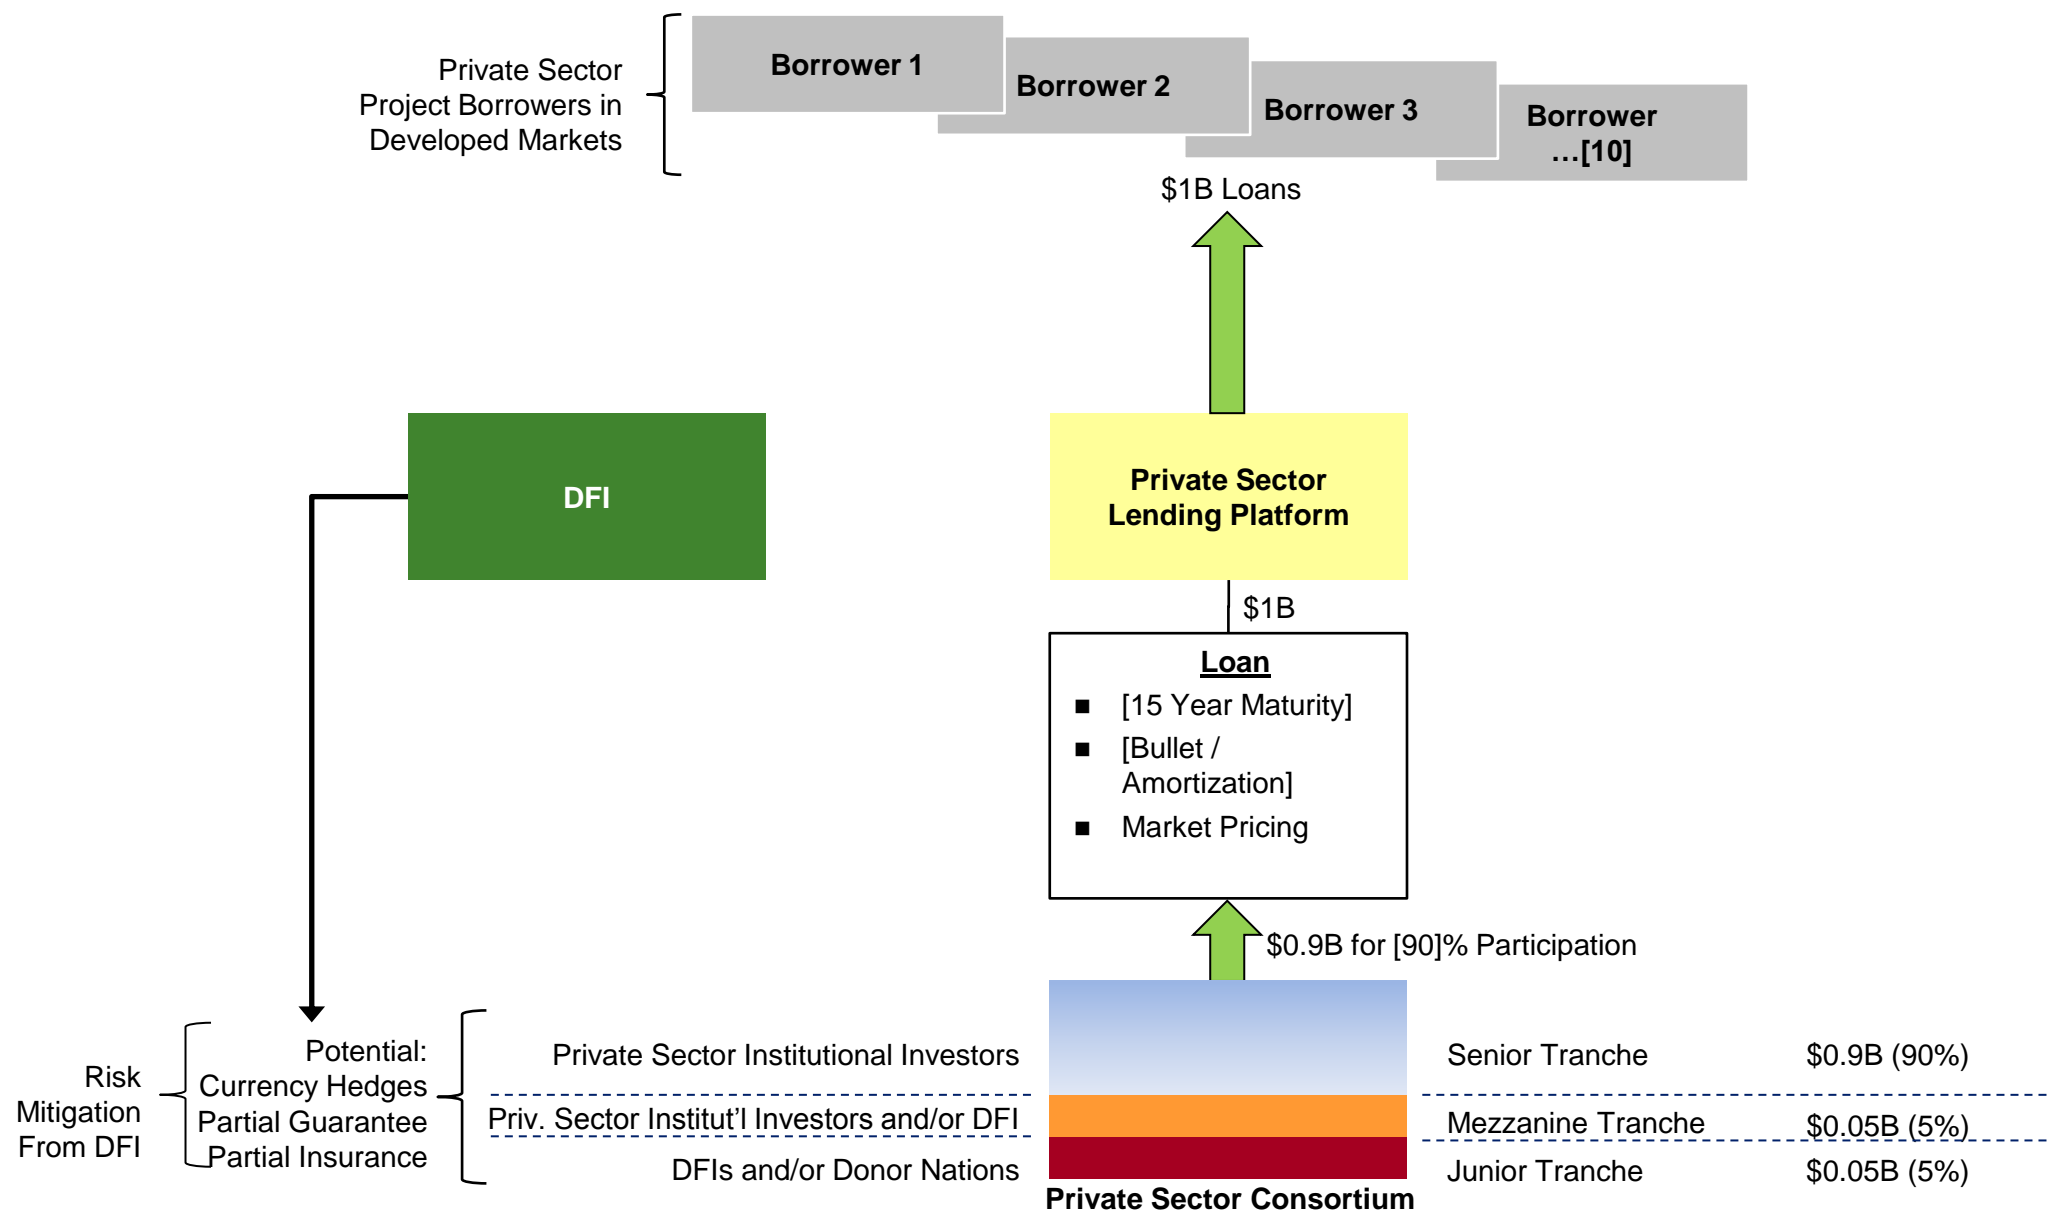 Private Sector
Project Borrowers in
Developed Markets
Borrower 1
Borrower 2
Borrower 3
Borrower
…[10]
$1B Loans
DFI
Private Sector
Lending Platform
$1B
Loan
■ [15 Year Maturity]
■ [Bullet /
Amortization]
■ Market Pricing
$0.9B for [90]% Participation
Risk
Mitigation
From DFI
Potential:
Currency Hedges
Partial Guarantee
Partial Insurance
Private Sector Institutional Investors
Senior Tranche $0.9B (90%)
Priv. Sector Institut’l Investors and/or DFI
Mezzanine Tranche $0.05B (5%)
DFIs and/or Donor Nations
Junior Tranche $0.05B (5%)
Private Sector Consortium